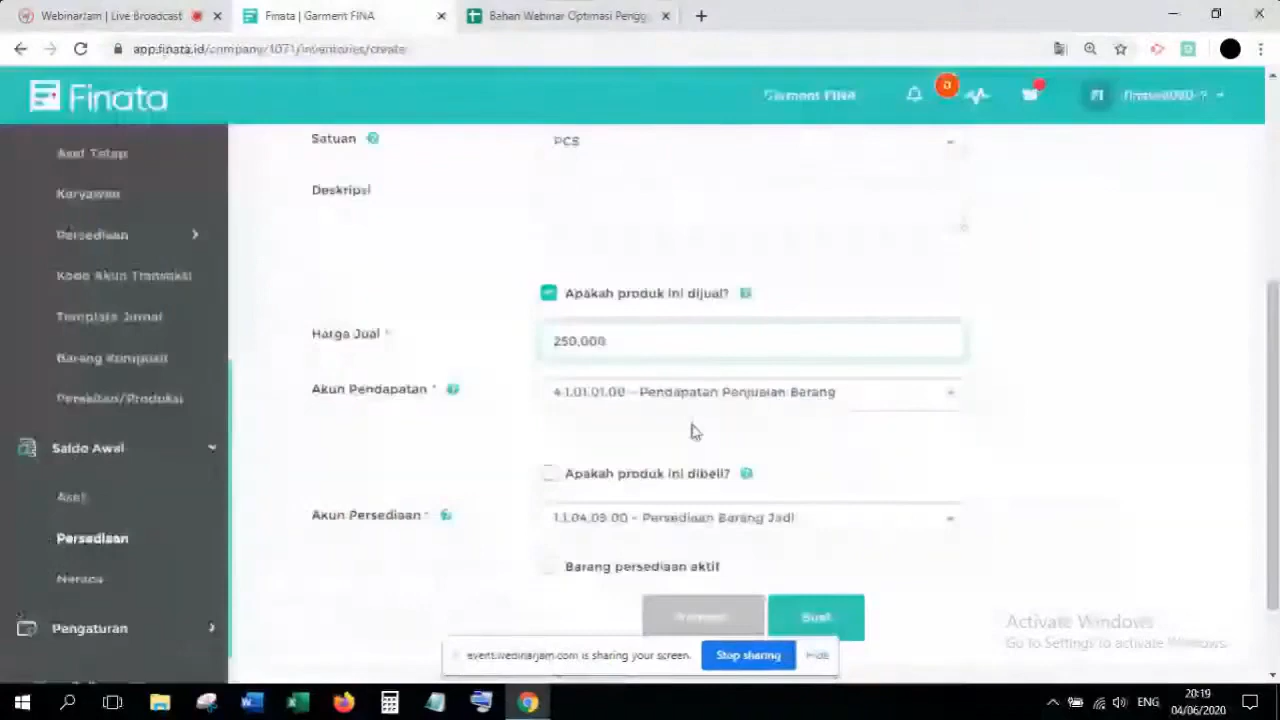 WebinarJam | Live Broadcast
Finata | Garment FINA
Bahan Webinar Optimasi Pengg
app.finata.id/company/1071/inventories/create
Finata
Garment FINA
0
FI
Aset Tetap
Karyawan
Persediaan
Kode Akun Transaksi
Template Jurnal
Barang Komposit
Perakitan/Produksi
Saldo Awal
Aset
Persediaan
Neraca
Pengaturan
Satuan
PCS
Deskripsi
Apakah produk ini dijual?
Harga Jual *
250,000
Akun Pendapatan *
4.1.01.01.00 - Pendapatan Penjualan Barang
Apakah produk ini dibeli?
Akun Persediaan *
1.1.04.03.00 - Persediaan Barang Jadi
Barang persediaan aktif
Buat
event.webinarjam.com is sharing your screen.
Stop sharing
Hide
Activate Windows
Go to Settings to activate Windows.
ENG
20:19
04/06/2020